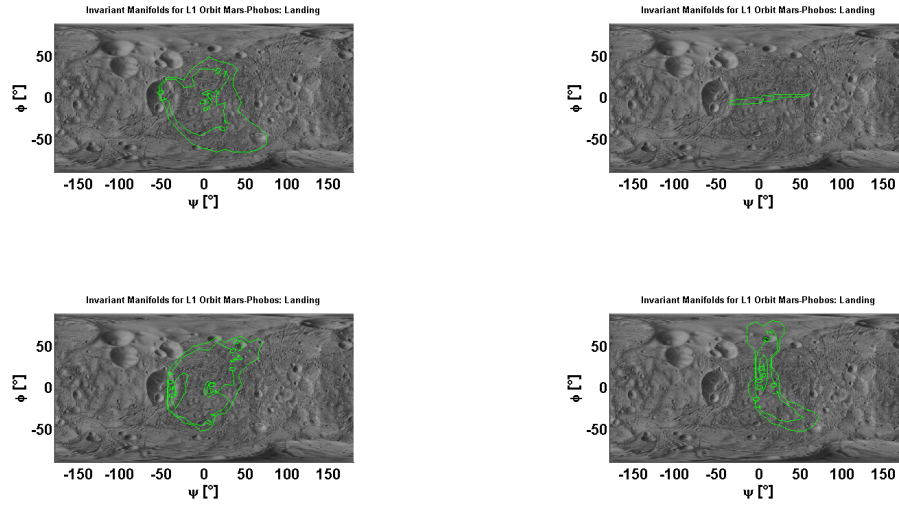 Invariant Manifolds for L1 Orbit Mars-Phobos: Landing
Invariant Manifolds for L1 Orbit Mars-Phobos: Landing
50
0
-50
ϕ [°]
-150 -100 -50 0 50 100 150
ψ [°]
50
0
-50
ϕ [°]
-150 -100 -50 0 50 100 150
ψ [°]
Invariant Manifolds for L1 Orbit Mars-Phobos: Landing
Invariant Manifolds for L1 Orbit Mars-Phobos: Landing
50
0
-50
ϕ [°]
-150 -100 -50 0 50 100 150
ψ [°]
50
0
-50
ϕ [°]
-150 -100 -50 0 50 100 150
ψ [°]